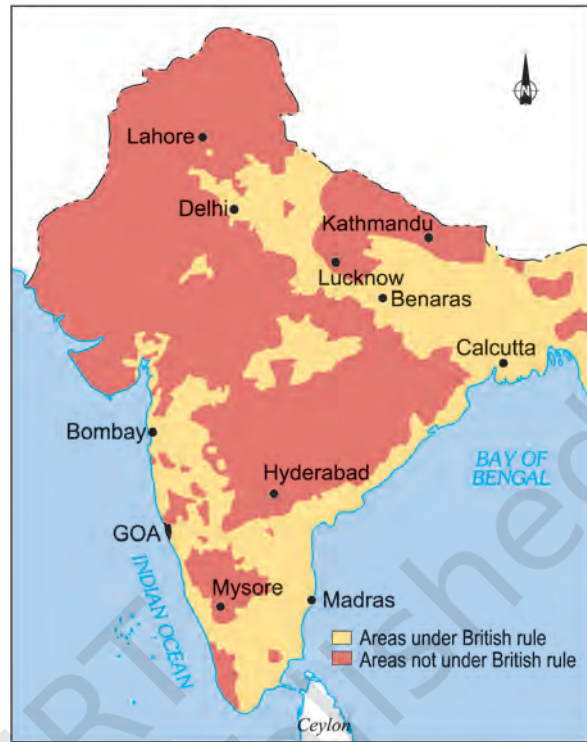 N
Lahore
Delhi
Kathmandu
Lucknow
Benaras
Calcutta
Bombay
BAY OF
BENGAL
Hyderabad
GOA
INDIAN OCEAN
Mysore
Madras
Areas under British rule
Areas not under British rule
Ceylon